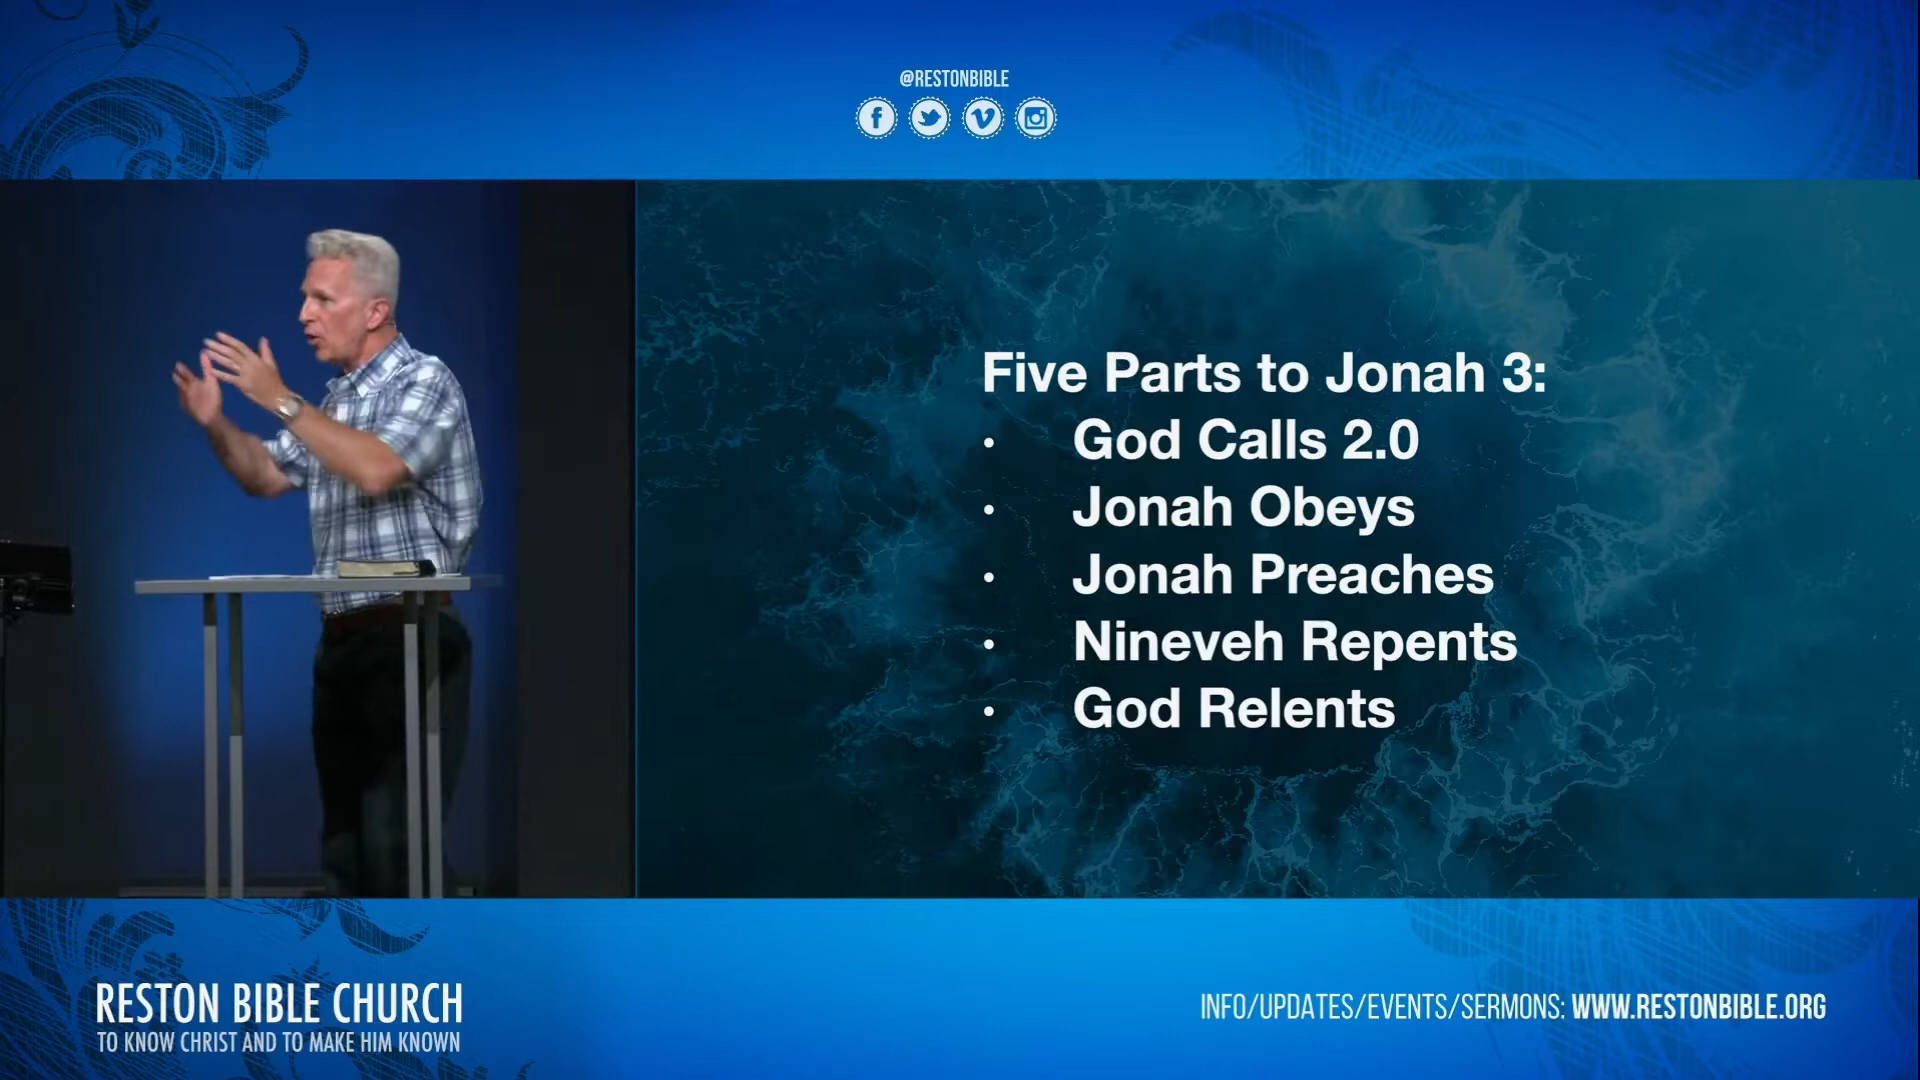 @RESTONBIBLE
Five Parts to Jonah 3:
• God Calls 2.0
• Jonah Obeys
• Jonah Preaches
• Nineveh Repents
• God Relents
RESTON BIBLE CHURCH
TO KNOW CHRIST AND TO MAKE HIM KNOWN
INFO/UPDATES/EVENTS/SERMONS: WWW.RESTONBIBLE.ORG